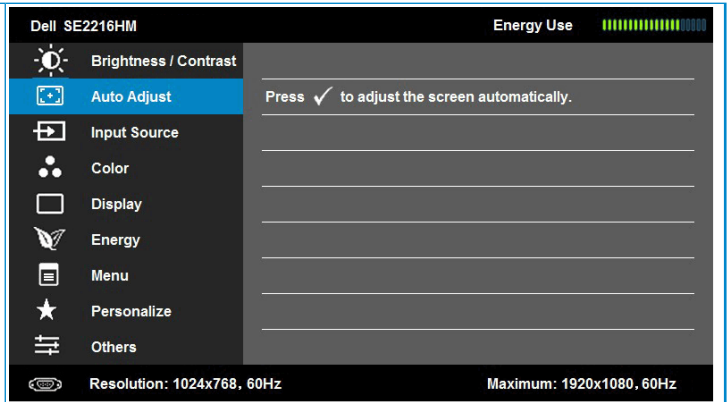 Dell SE2216HM Energy Use
Brightness / Contrast
Auto Adjust Press ✓ to adjust the screen automatically.
Input Source
Color
Display
Energy
Menu
Personalize
Others
Resolution: 1024x768, 60Hz Maximum: 1920x1080, 60Hz